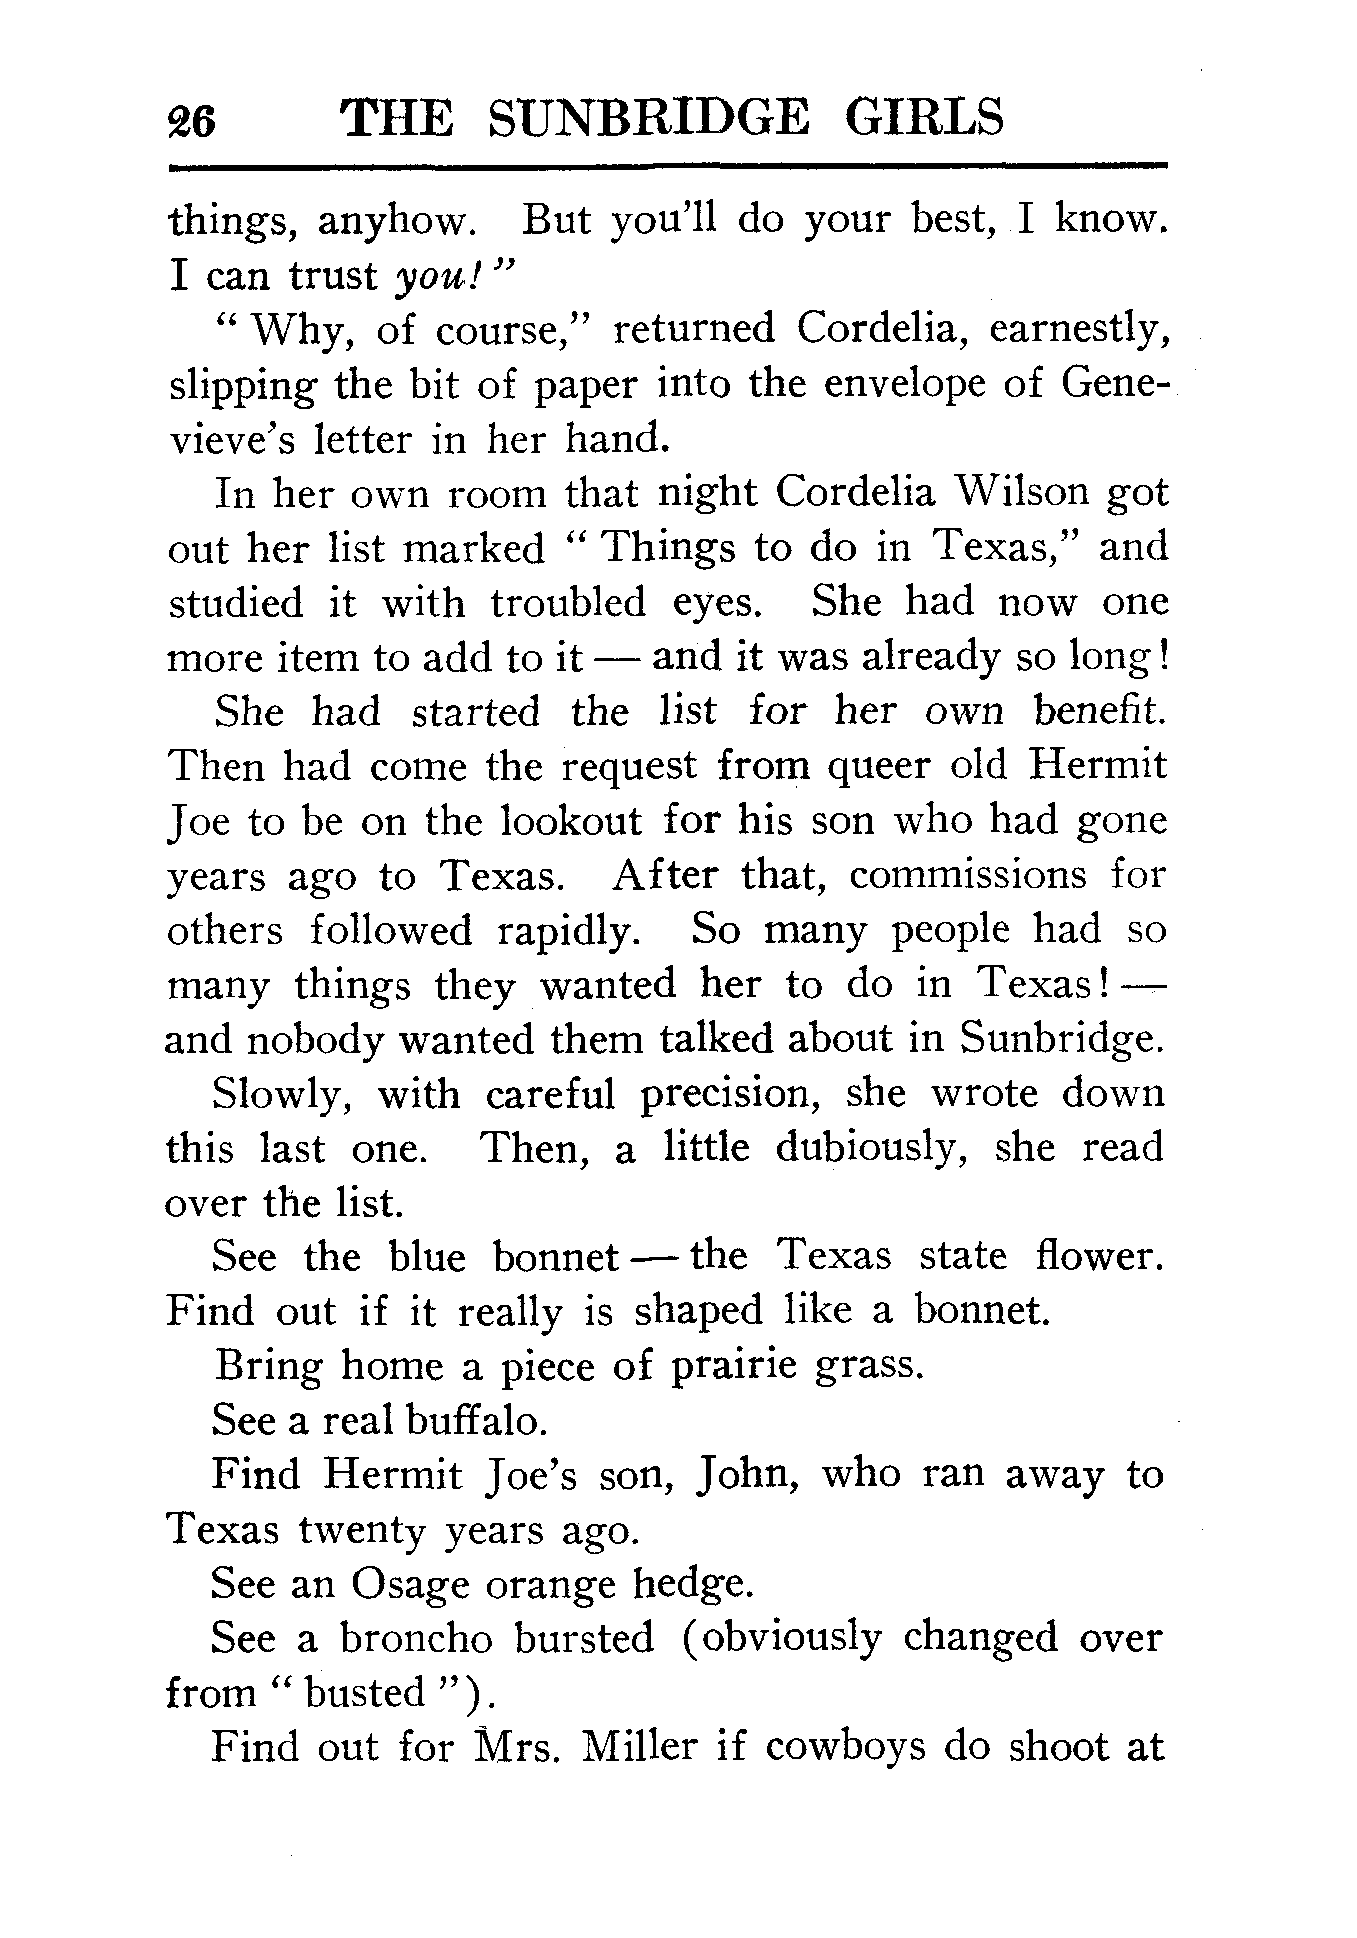 26 THE SUNBRIDGE GIRLS
things, anyhow. But you'll do your best, I know.
I can trust you!"
" Why, of course," returned Cordelia, earnestly,
slipping the bit of paper into the envelope of Gene-
vieve's letter in her hand.
In her own room that night Cordelia Wilson got
out her list marked " Things to do in Texas," and
studied it with troubled eyes. She had now one
more item to add to it — and it was already so long!
She had started the list for her own benefit.
Then had come the request from queer old Hermit
Joe to be on the lookout for his son who had gone
years ago to Texas. After that, commissions for
others followed rapidly. So many people had so
many things they wanted her to do in Texas! —
and nobody wanted them talked about in Sunbridge.
Slowly, with careful precision, she wrote down
this last one. Then, a little dubiously, she read
over the list.
See the blue bonnet — the Texas state flower.
Find out if it really is shaped like a bonnet.
Bring home a piece of prairie grass.
See a real buffalo.
Find Hermit Joe's son, John, who ran away to
Texas twenty years ago.
See an Osage orange hedge.
See a broncho bursted (obviously changed over
from " busted ").
Find out for Mrs. Miller if cowboys do shoot at